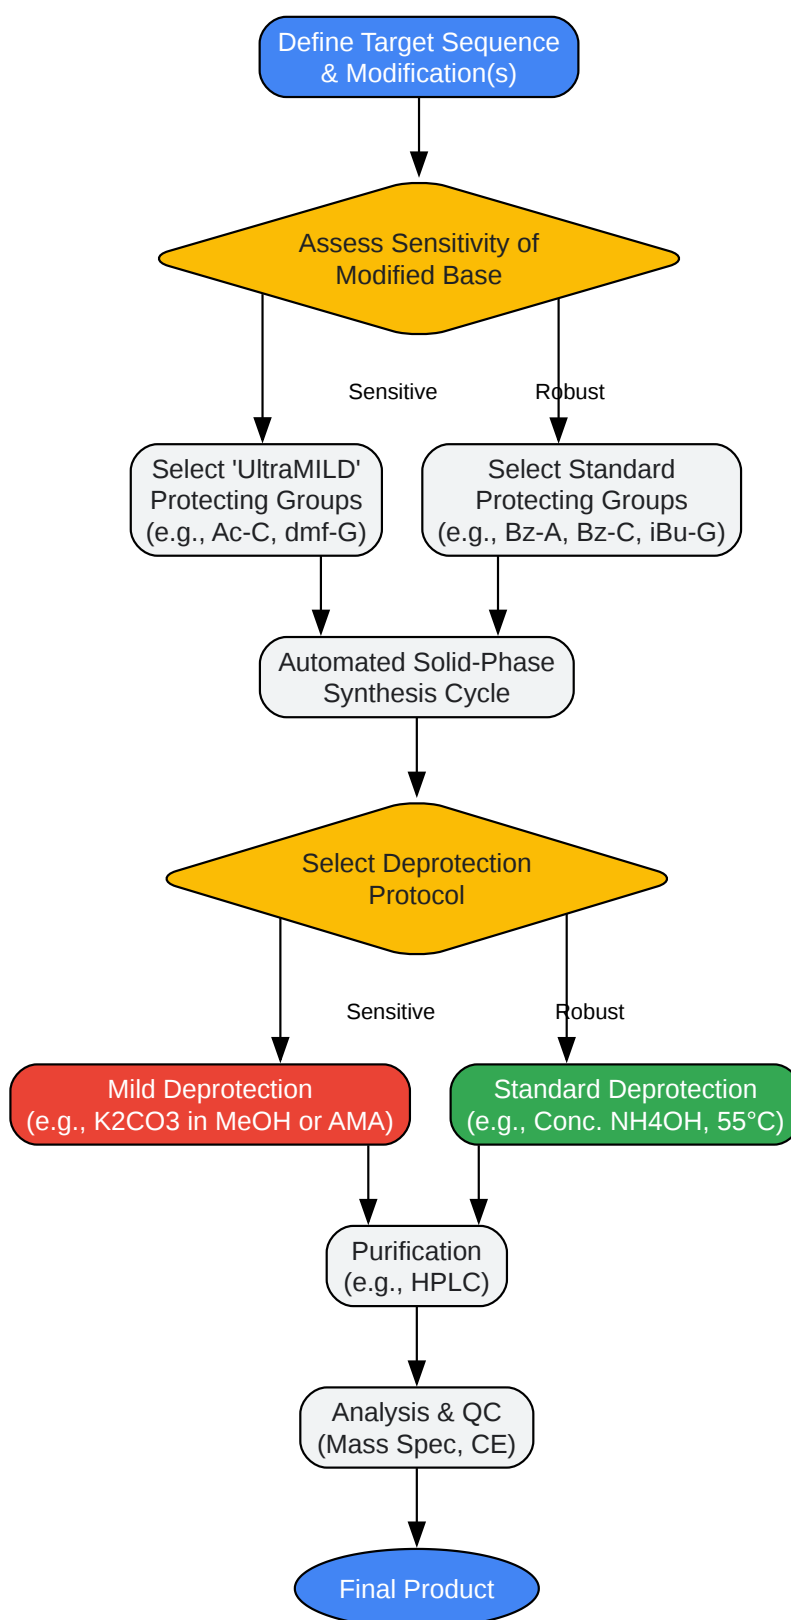 Define Target Sequence
& Modification(s)
Assess Sensitivity of
Modified Base
Sensitive
Robust
Select 'UltraMILD'
Protecting Groups
(e.g., Ac-C, dmf-G)
Select Standard
Protecting Groups
(e.g., Bz-A, Bz-C, iBu-G)
Automated Solid-Phase
Synthesis Cycle
Select Deprotection
Protocol
Sensitive
Robust
Mild Deprotection
(e.g., K2CO3 in MeOH or AMA)
Standard Deprotection
(e.g., Conc. NH4OH, 55°C)
Purification
(e.g., HPLC)
Analysis & QC
(Mass Spec, CE)
Final Product